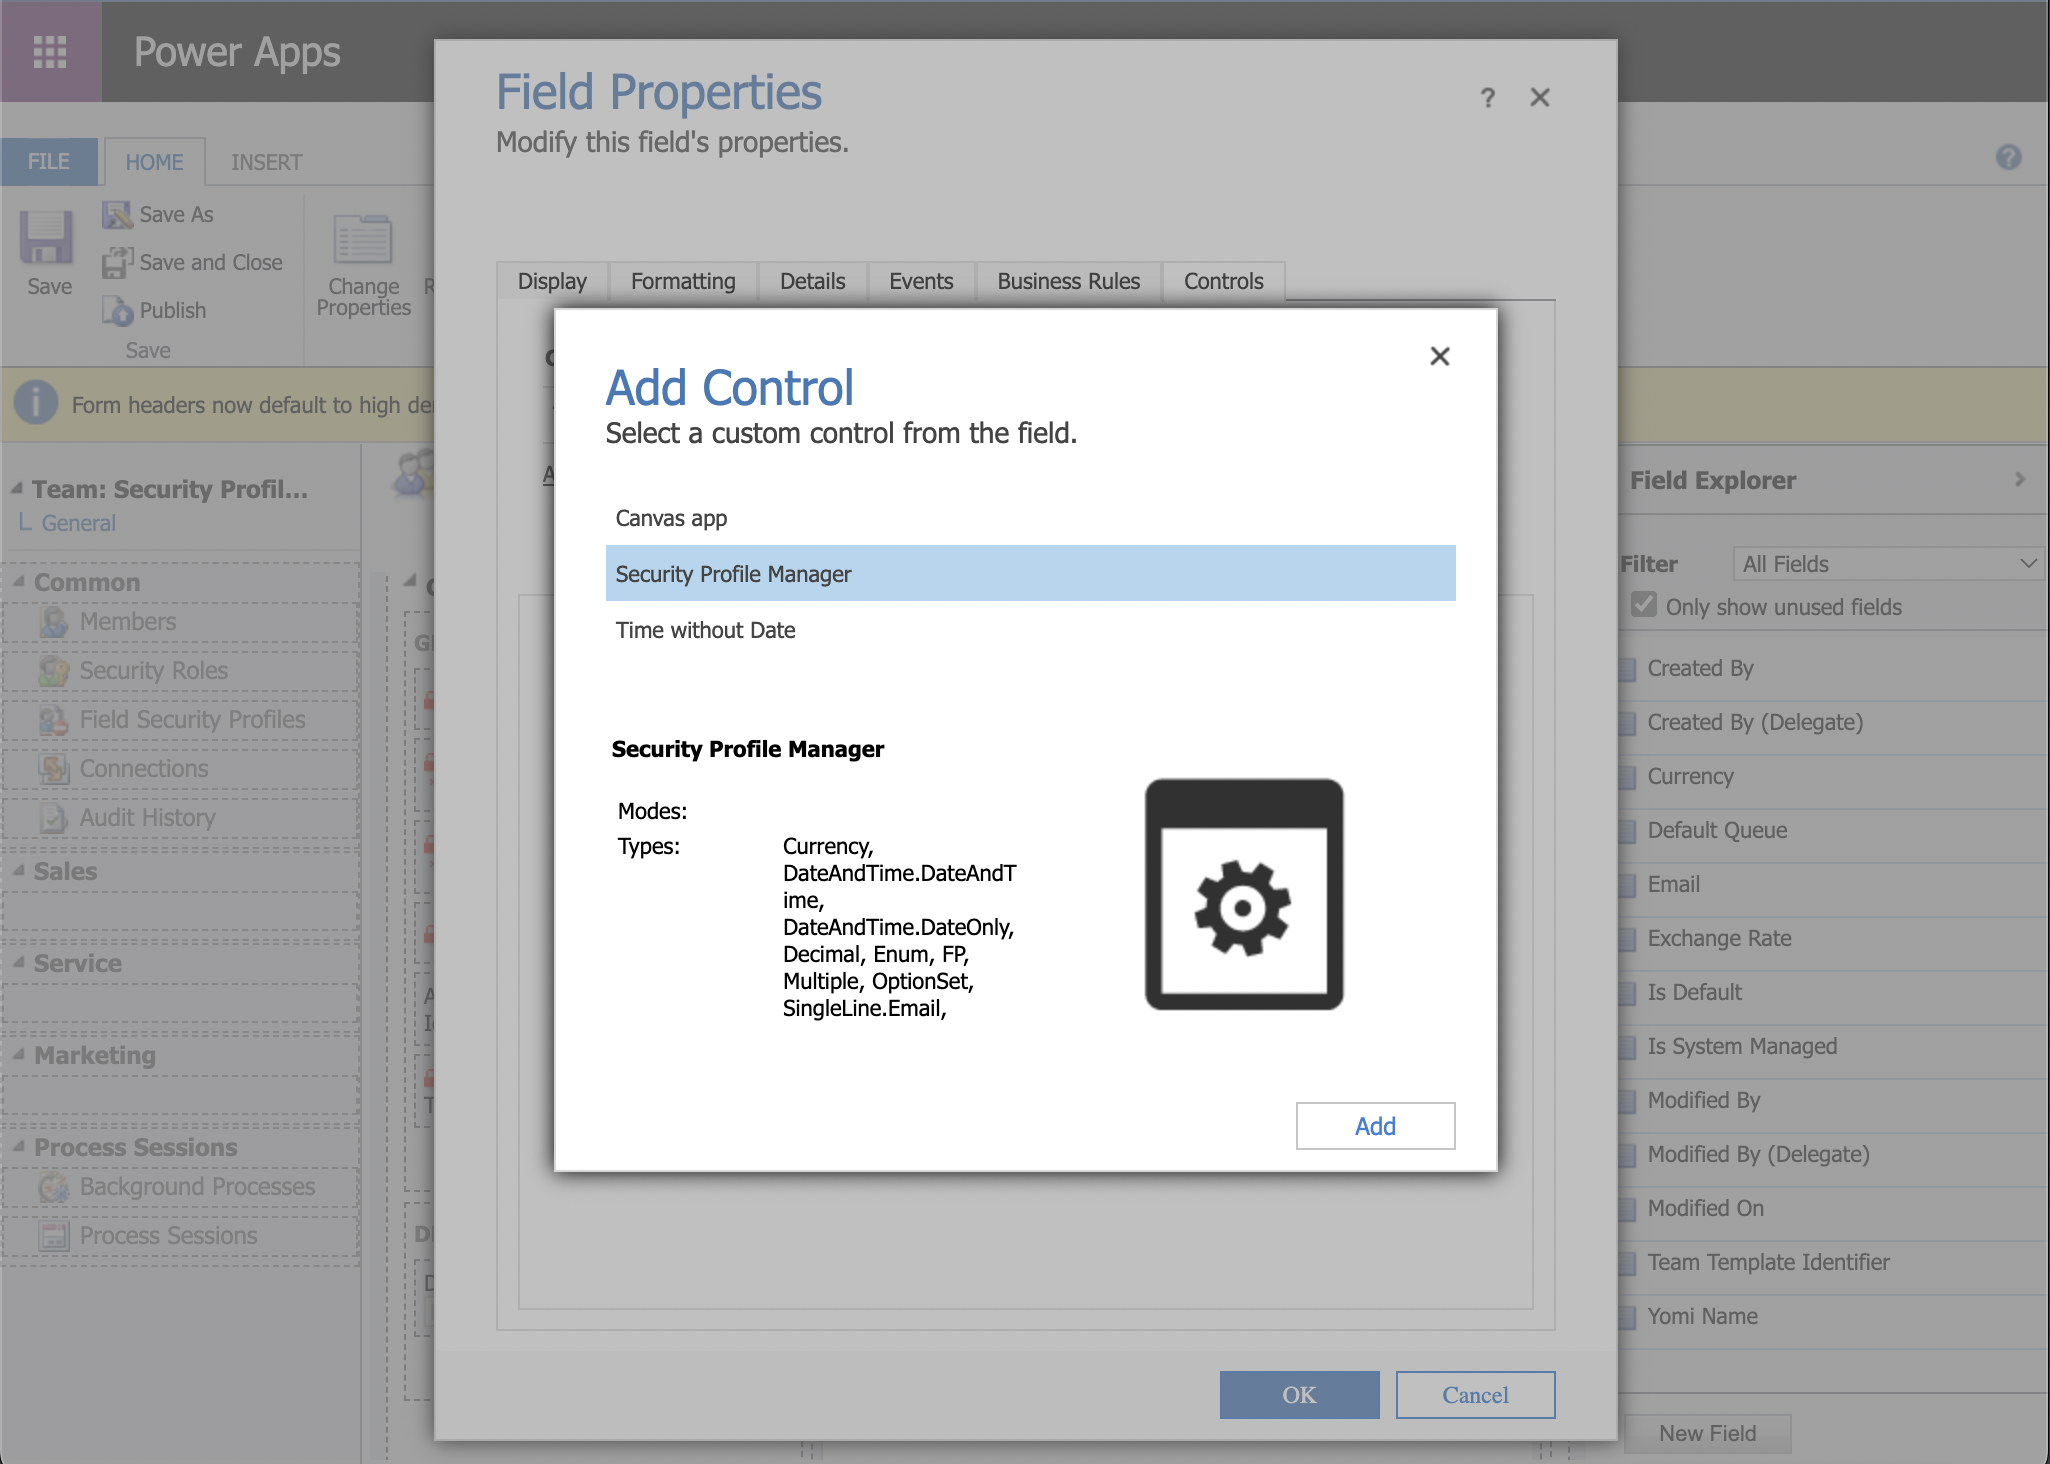 Power Apps
FILE
HOME
INSERT
Save
Save As
Save and Close
Publish
Save
Change
Properties
Form headers now default to high
Team: Security Profil...
General
Common
Members
Security Roles
Field Security Profiles
Connections
Audit History
Sales
Service
Marketing
Process Sessions
Background Processes
Process Sessions
Field Properties
?
Modify this field's properties.
Display
Formatting
Details
Events
Business Rules
Controls
Add Control
Select a custom control from the field.
Canvas app
Security Profile Manager
Time without Date
Security Profile Manager
Modes:
Types:
Currency,
DateAndTime.DateAndT
ime,
DateAndTime.DateOnly,
Decimal, Enum, FP,
Multiple, OptionSet,
SingleLine.Email,
Add
OK
Cancel
?
Field Explorer
Filter
All Fields
Only show unused fields
Created By
Created By (Delegate)
Currency
Default Queue
Email
Exchange Rate
Is Default
Is System Managed
Modified By
Modified By (Delegate)
Modified On
Team Template Identifier
Yomi Name
New Field